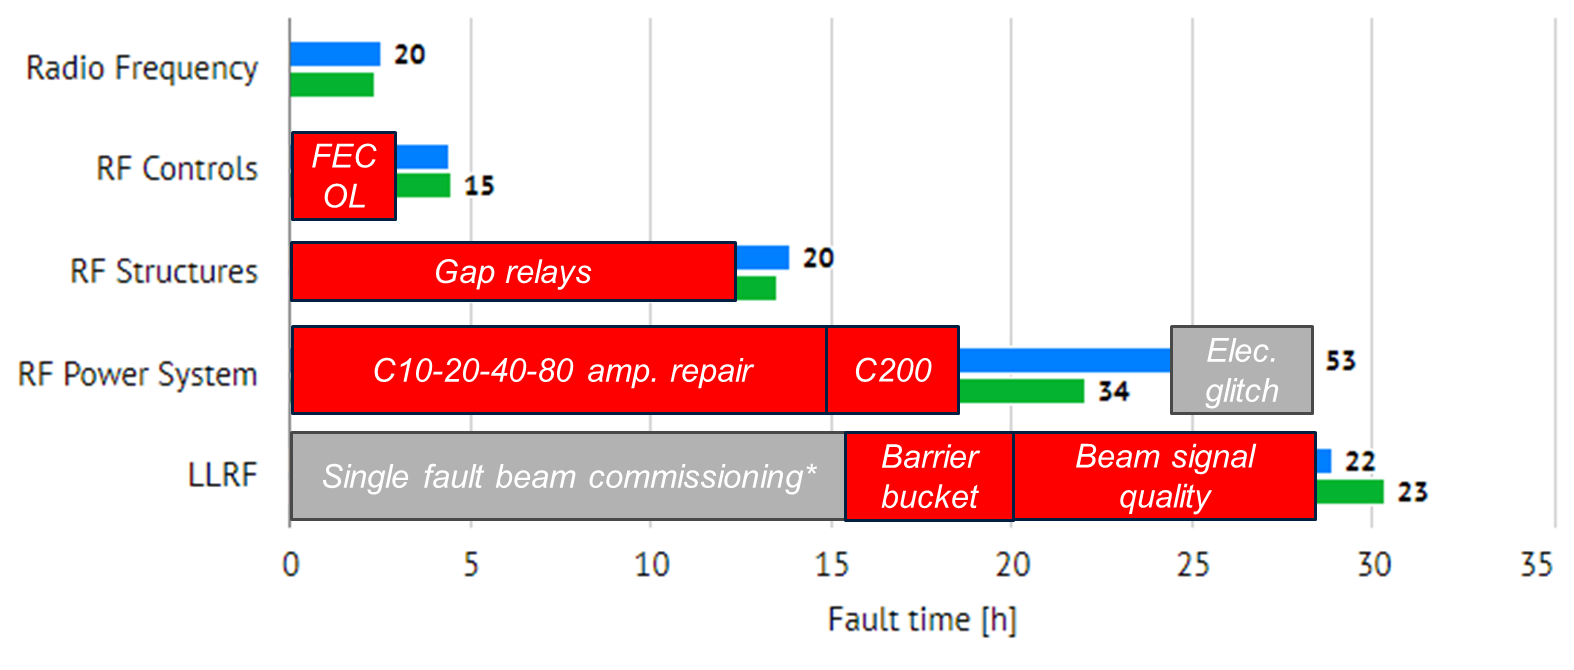 Radio Frequency
20
RF Controls
FEC
OL
15
RF Structures
Gap relays
20
RF Power System
C10-20-40-80 amp. repair
C200
Elec.
glitch
53
34
LLRF
Single fault beam commissioning*
Barrier
bucket
Beam signal
quality
22
23
0 5 10 15 20 25 30 35
Fault time [h]